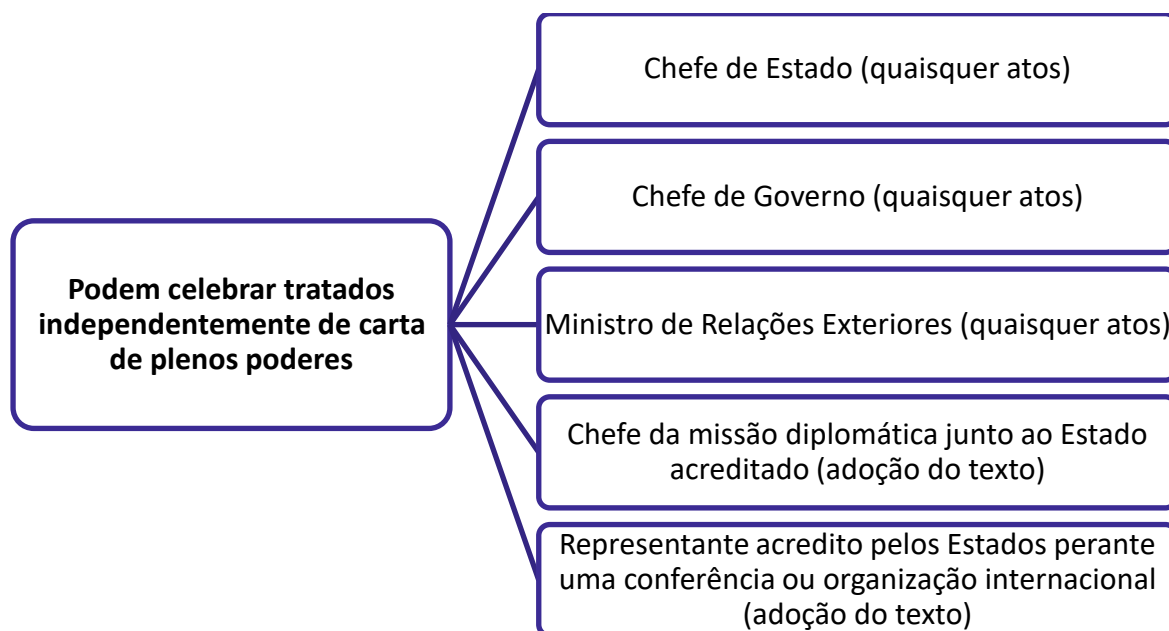 Chefe de Estado (quaisquer atos)
Chefe de Governo (quaisquer atos)
Podem celebrar tratados
independentemente de carta
de plenos poderes
Ministro de Relações Exteriores (quaisquer atos)
Chefe da missão diplomática junto ao Estado
acreditado (adoção do texto)
Representante acredito pelos Estados perante
uma conferência ou organização internacional
(adoção do texto)